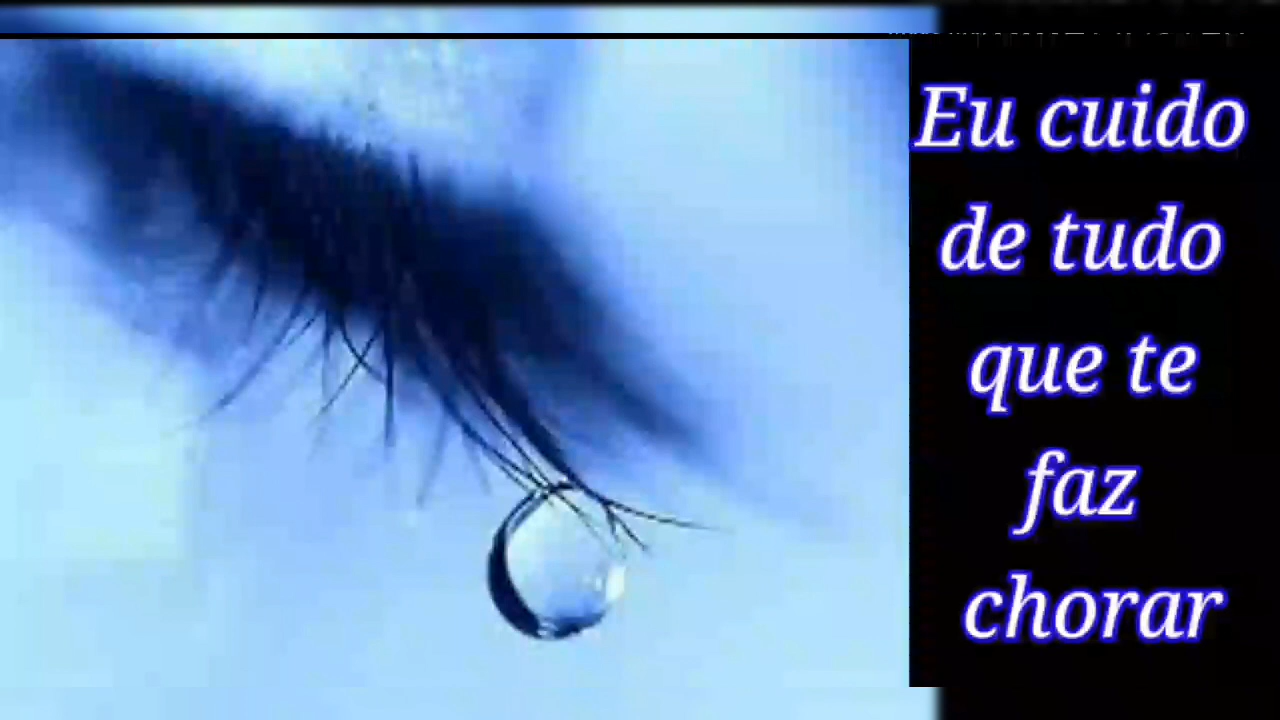 Eu cuido
de tudo
que te
faz
chorar